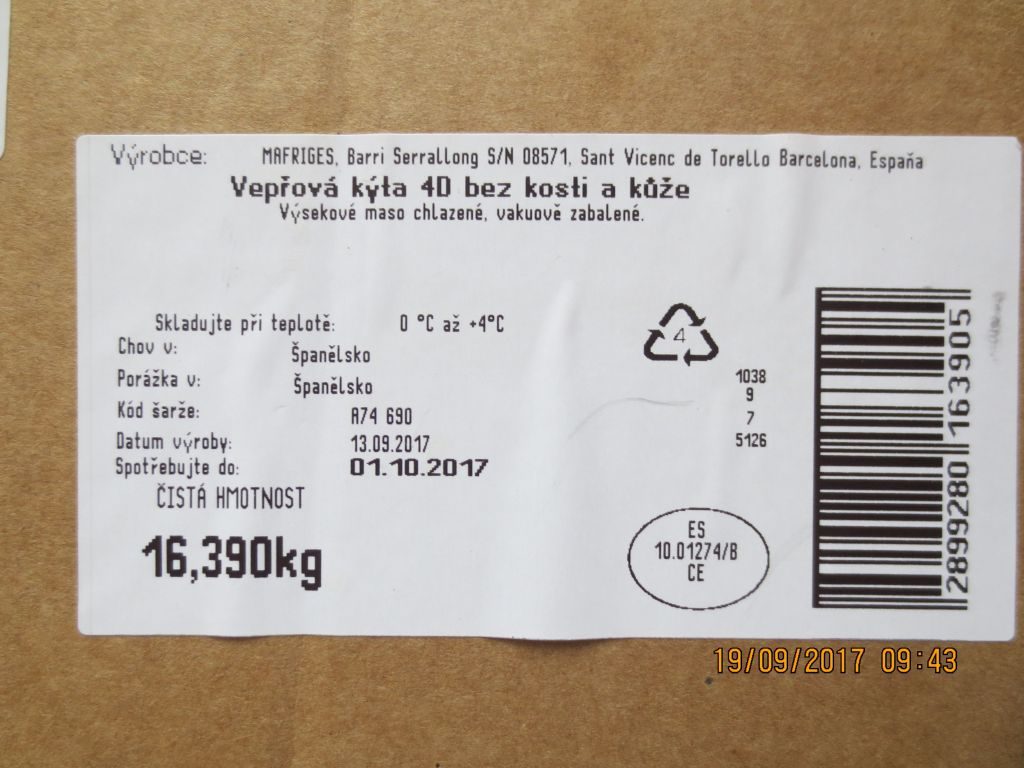 Výrobce: MAFRIGES, Barri Serrallong S/N 08571, Sant Vicenc de Torello Barcelona, España
Vepřová kýta 4D bez kosti a kůže
Výsekové maso chlazené, vakuově zabalené.
Skladujte při teplotě: 0 °C až +4°C
Chov v: Španělsko
Porážka v: Španělsko
Kód šarže: A74 690
Datum výroby: 13.09.2017
Spotřebujte do: 01.10.2017
ČISTÁ HMOTNOST
16,390kg
4
1038
9
7
5126
ES
10.01274/B
CE
2899280 163905
19/09/2017 09:43